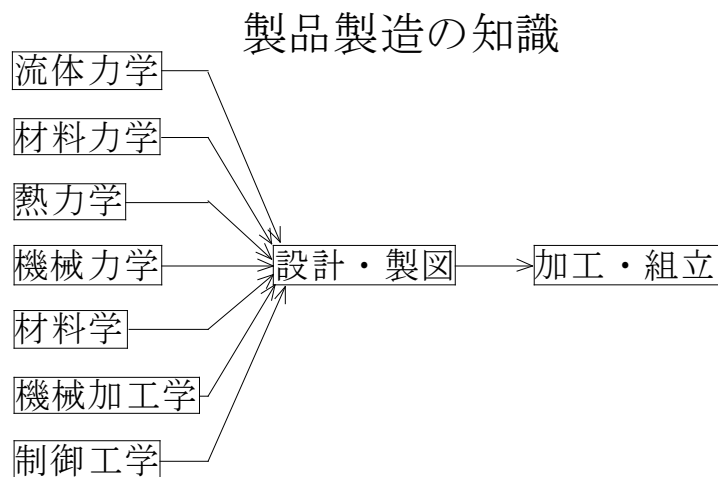 製品製造の知識
流体力学
材料力学
熱力学
機械力学
設計・製図
加工・組立
材料学
機械加工学
制御工学